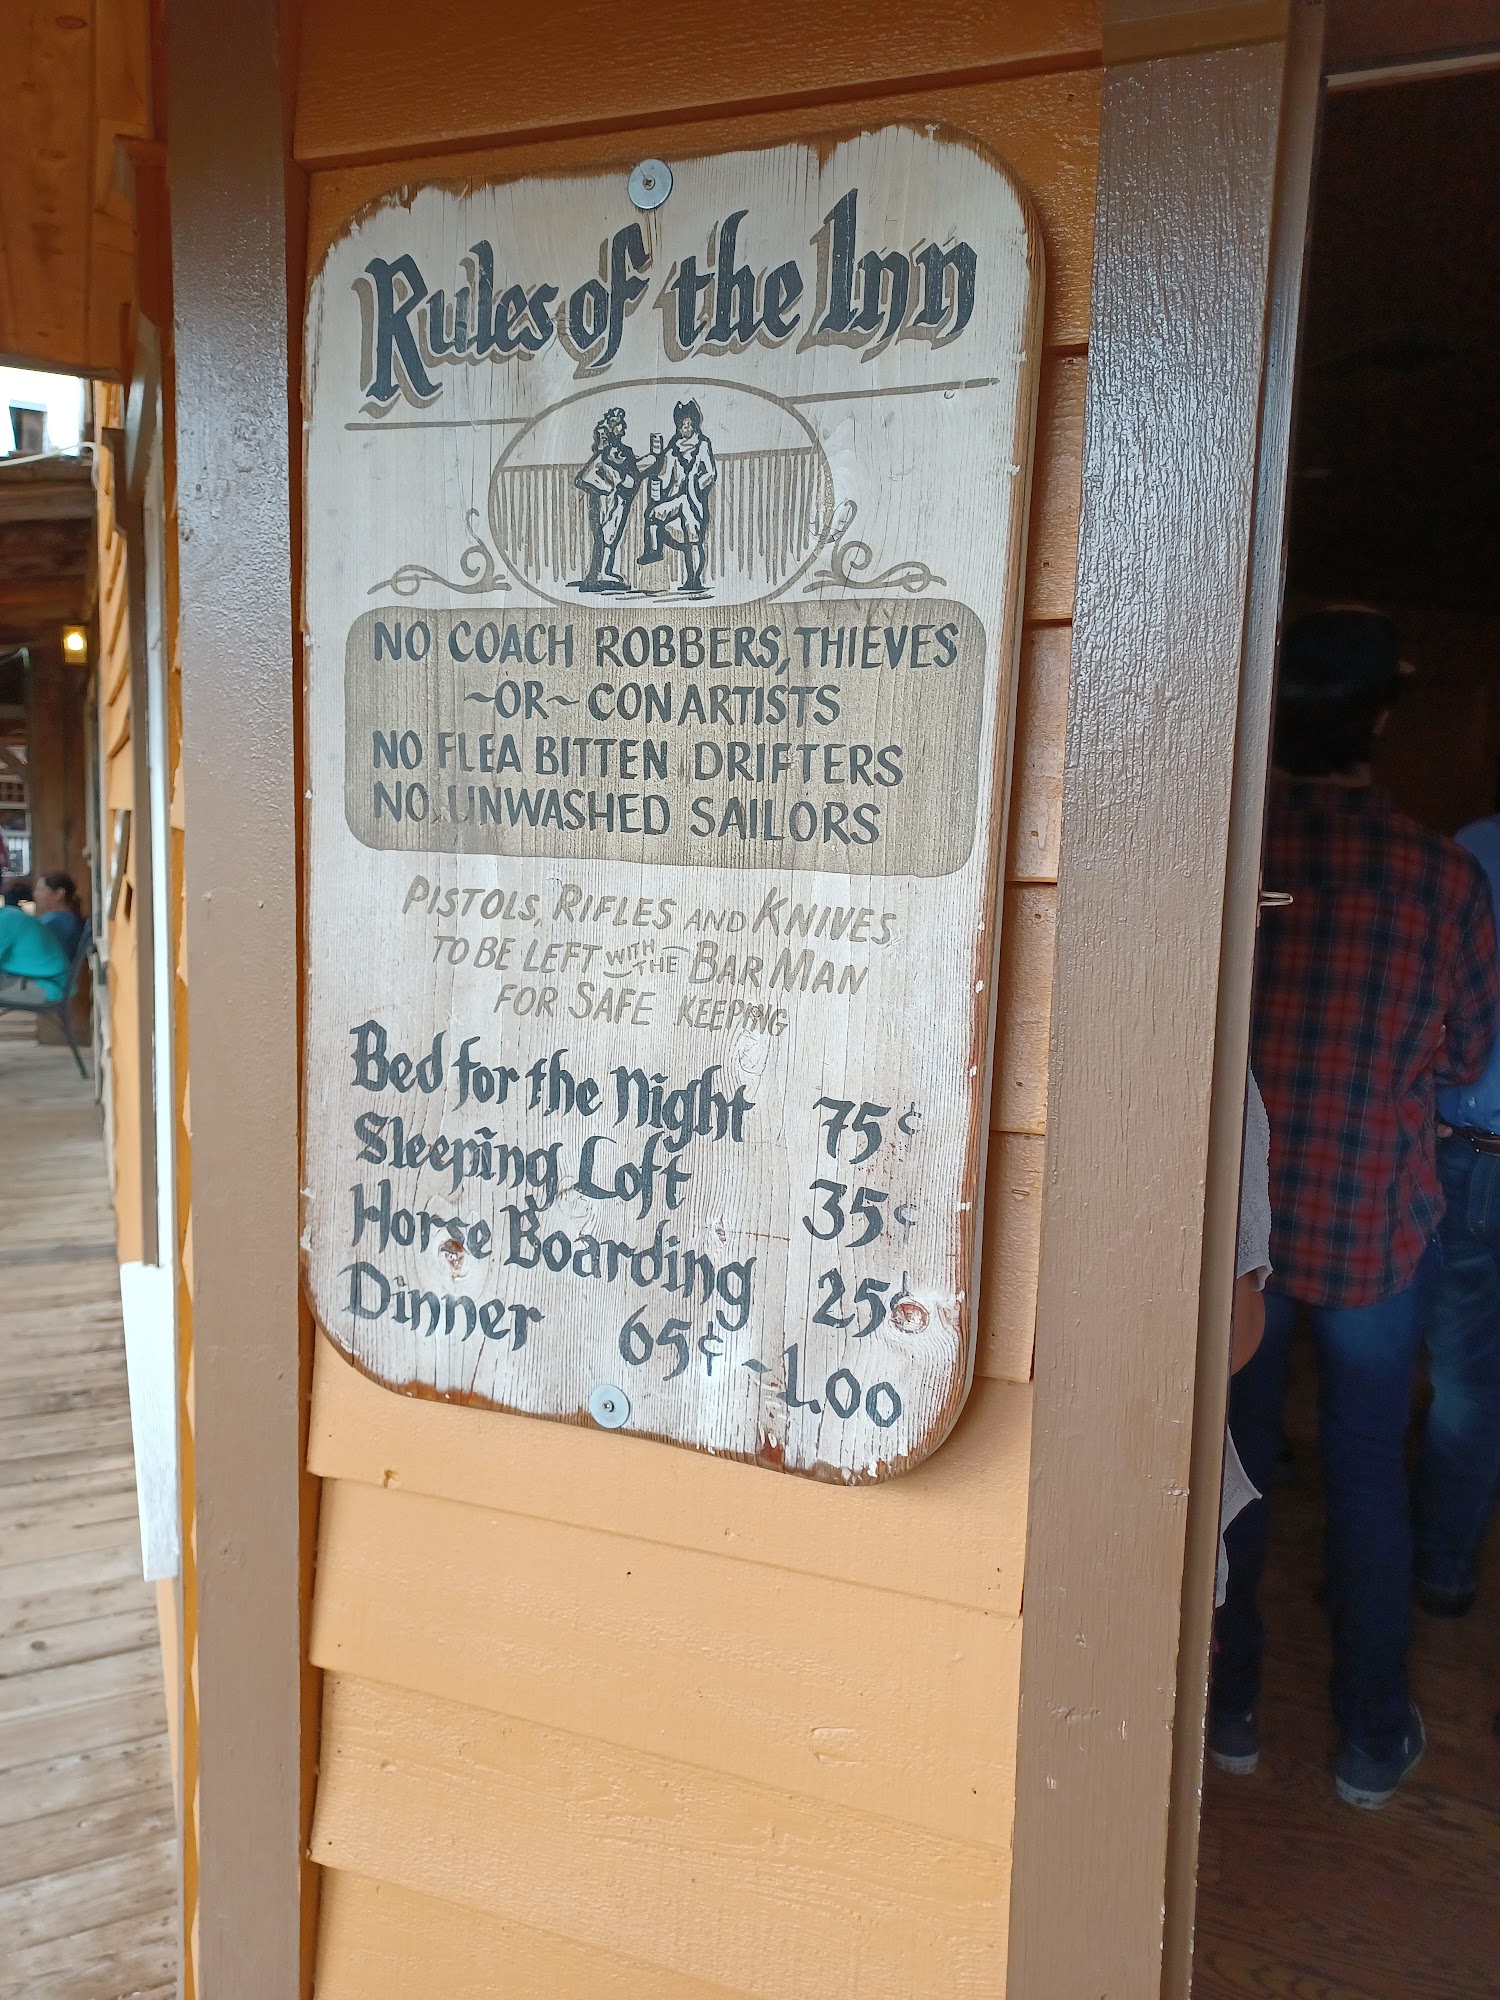 Rules of the Inn
NO COACH ROBBERS, THIEVES
~OR~ CON ARTISTS
NO FLEA BITTEN DRIFTERS
NO UNWASHED SAILORS
PISTOLS, RIFLES AND KNIVES
TO BE LEFT WITH THE BAR MAN
FOR SAFE KEEPING
Bed for the Night 75¢
Sleeping Loft 35¢
Horse Boarding 25¢
Dinner 65¢ - 1.00